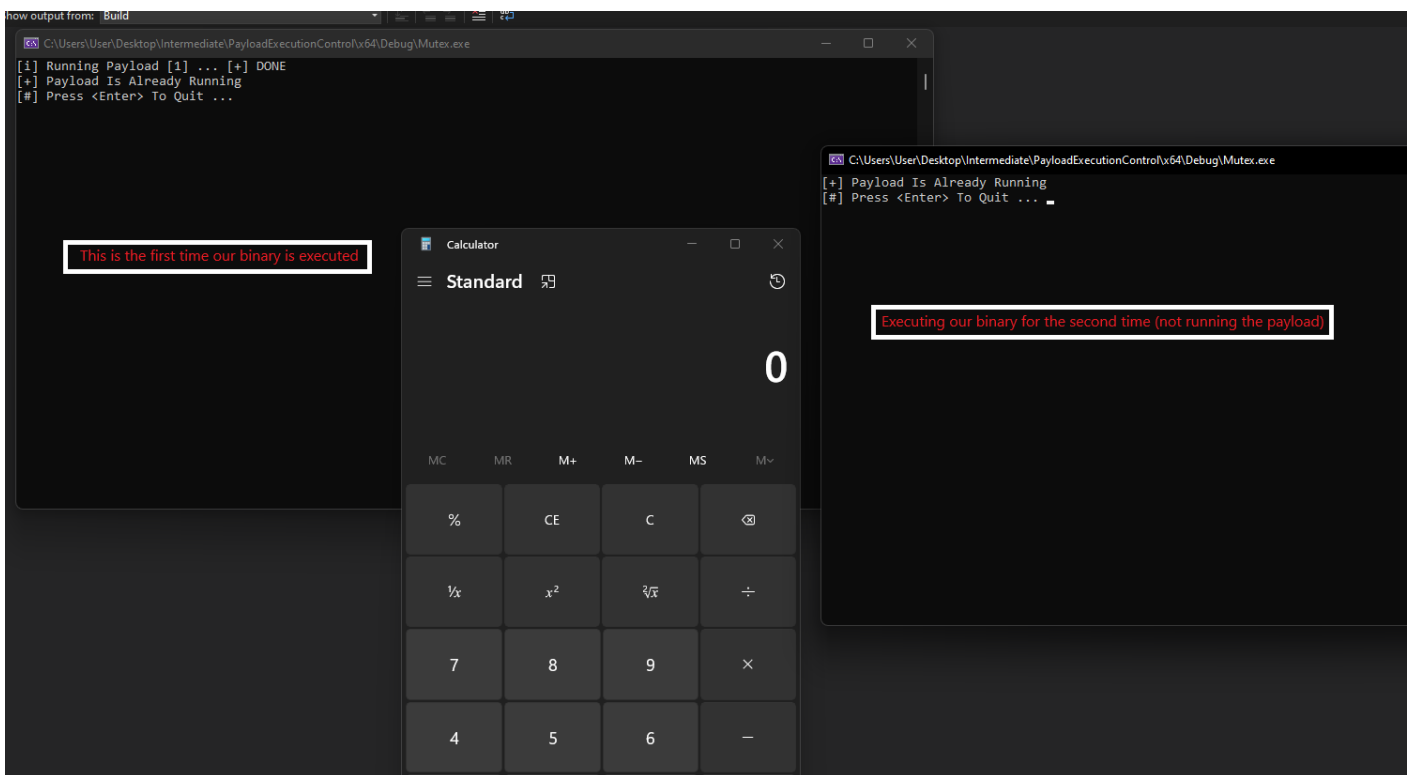 how output from: Build
C:\Users\User\Desktop\Intermediate\PayloadExecutionControl\x64\Debug\Mutex.exe
[i] Running Payload [1] ... [+] DONE
[+] Payload Is Already Running
[#] Press <Enter> To Quit ...
This is the first time our binary is executed
C:\Users\User\Desktop\Intermediate\PayloadExecutionControl\x64\Debug\Mutex.exe
[+] Payload Is Already Running
[#] Press <Enter> To Quit ...
Executing our binary for the second time (not running the payload)
Calculator
Standard
0
MC MR M+ M− MS M˅
% CE C
¹/x x² ²√x ÷
7 8 9 ×
4 5 6 −